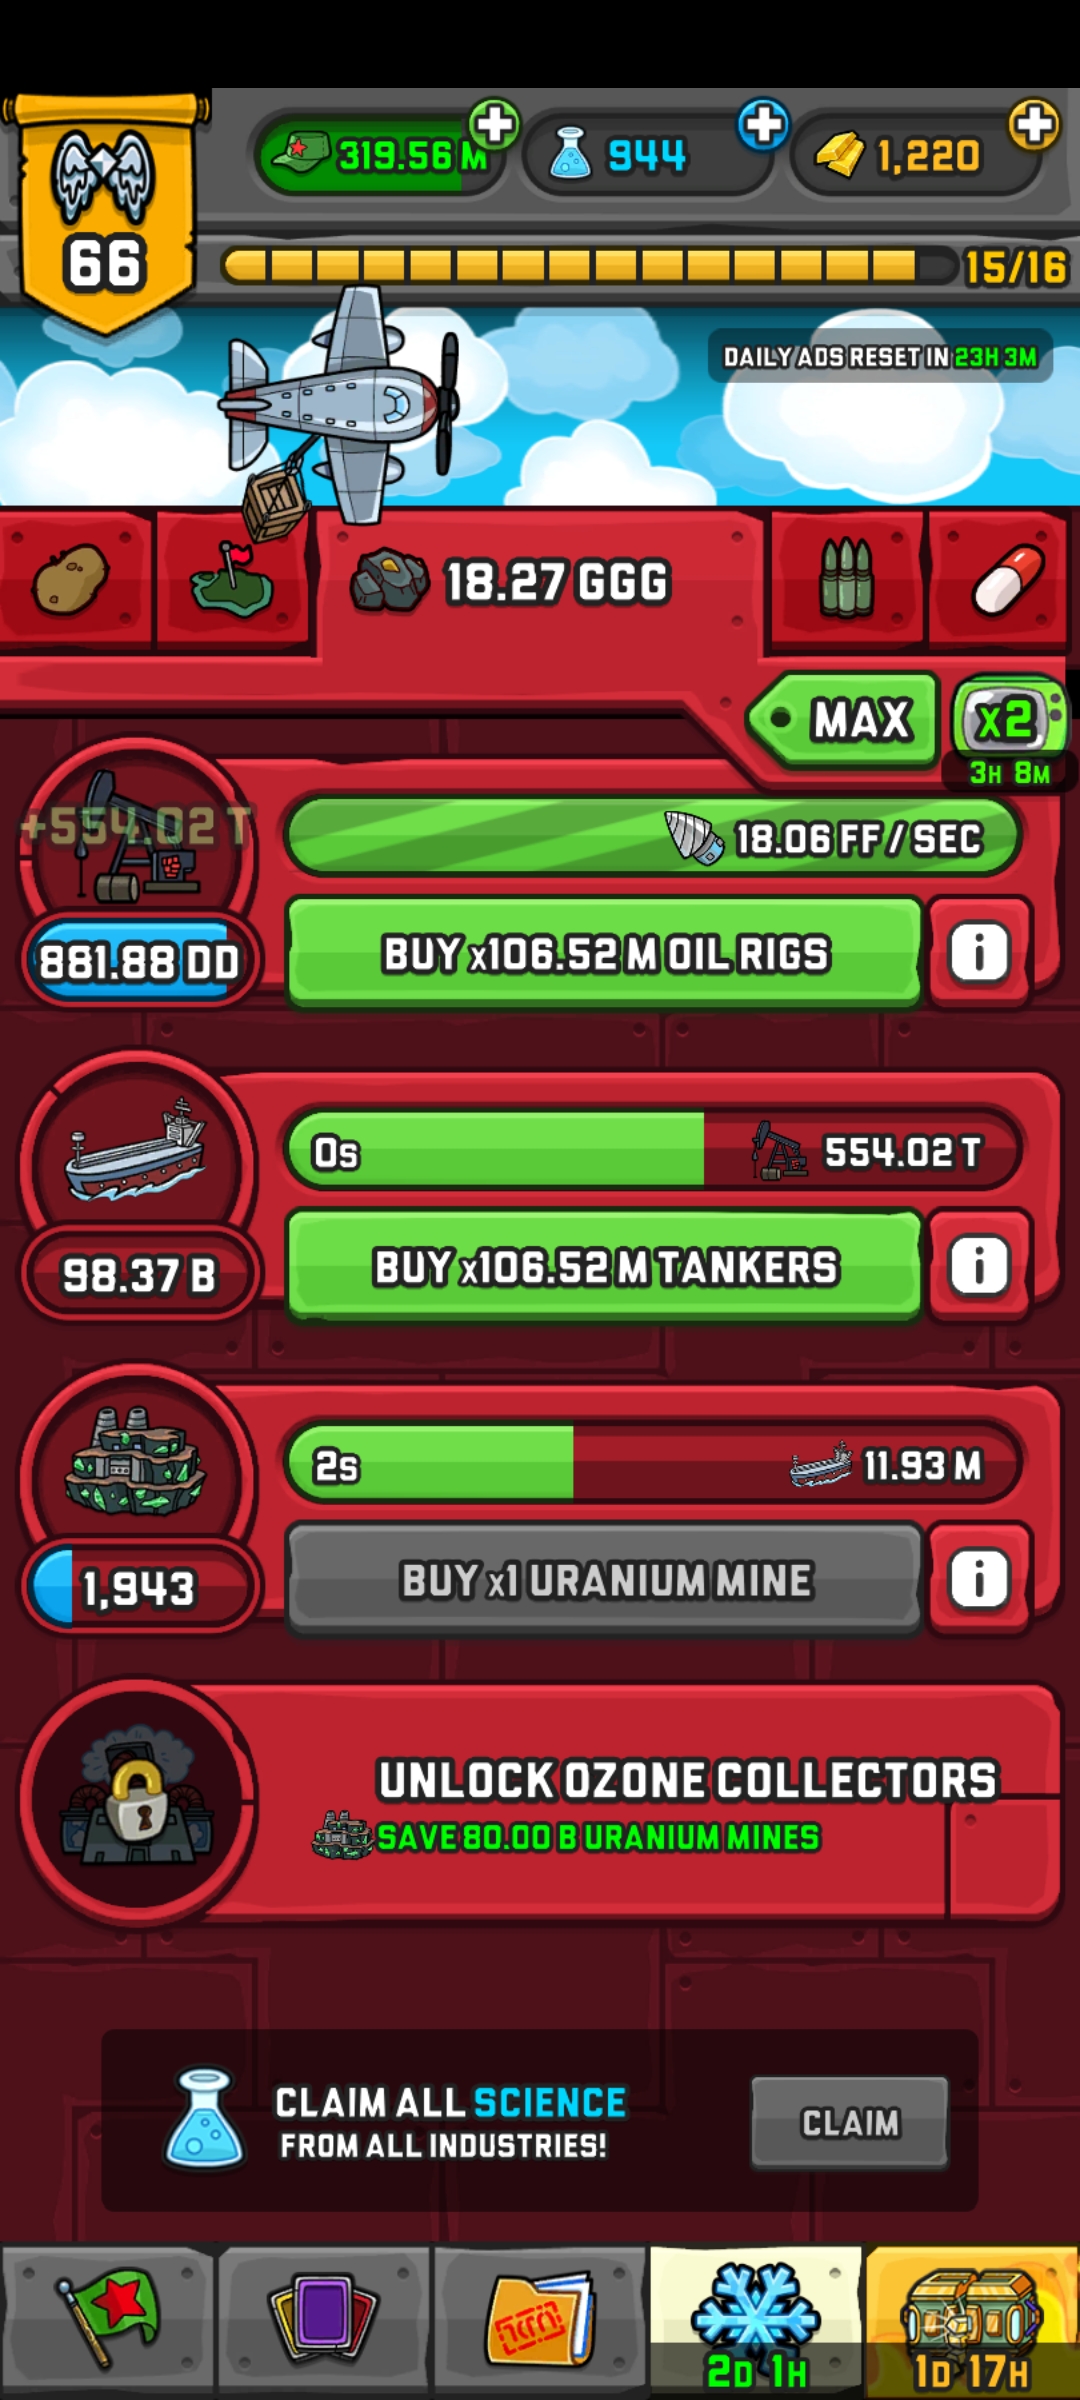 66
319.56 M
944
1,220
15/16
DAILY ADS RESET IN 23H 3M
18.27 GGG
MAX
x2
3H 8M
+554.02 T
18.06 FF / SEC
881.88 DD
BUY x106.52 M OIL RIGS
i
0s
554.02 T
98.37 B
BUY x106.52 M TANKERS
i
2s
11.93 M
1,943
BUY x1 URANIUM MINE
i
UNLOCK OZONE COLLECTORS
SAVE 80.00 B URANIUM MINES
CLAIM ALL SCIENCE
FROM ALL INDUSTRIES!
CLAIM
2D 1H
1D 17H